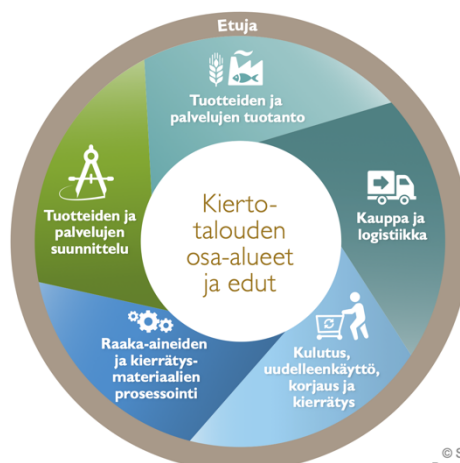 Etuja
Tuotteiden ja
palvelujen tuotanto
Kauppa ja
logistiikka
Kulutus,
uudelleenkäyttö,
korjaus ja
kierrätys
Raaka-aineiden
ja kierrätys-
materiaalien
prosessointi
Tuotteiden ja
palvelujen
suunnittelu
Kierto-
talouden
osa-alueet
ja edut
© S